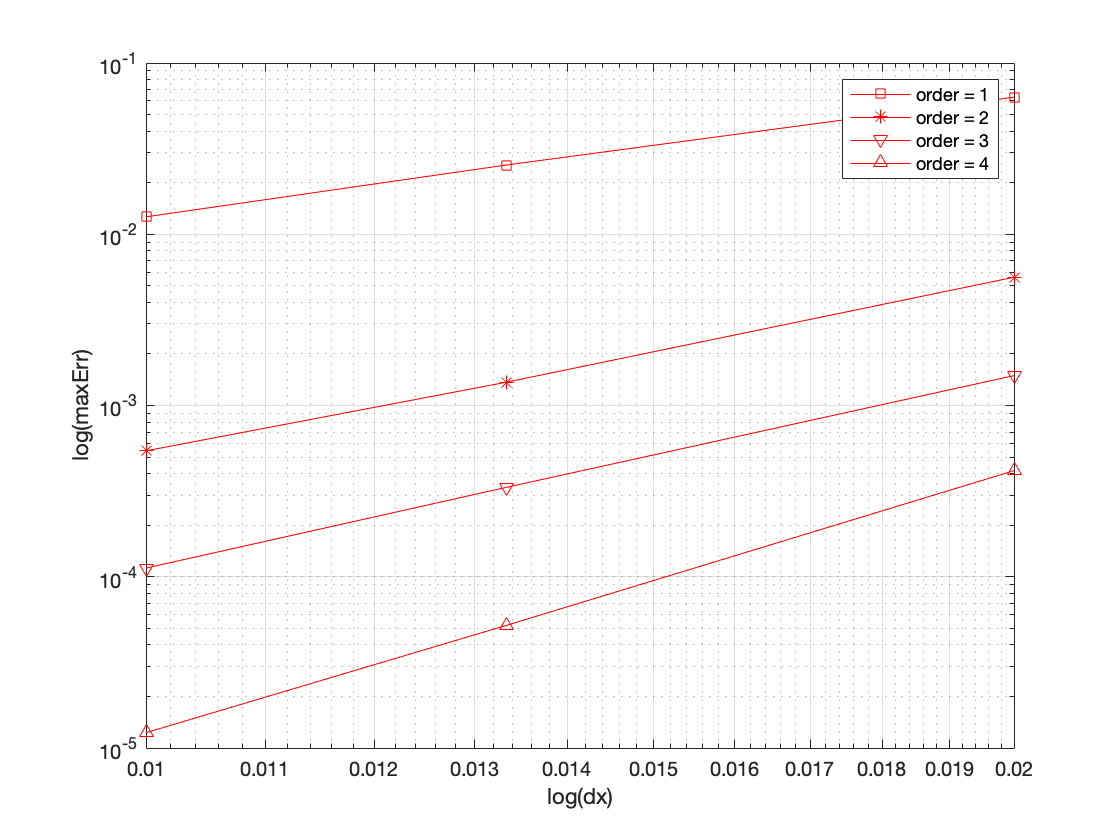 10-1
10-2
10-3
10-4
10-5
log(maxErr)
order = 1
order = 2
order = 3
order = 4
0.01 0.011 0.012 0.013 0.014 0.015 0.016 0.017 0.018 0.019 0.02
log(dx)